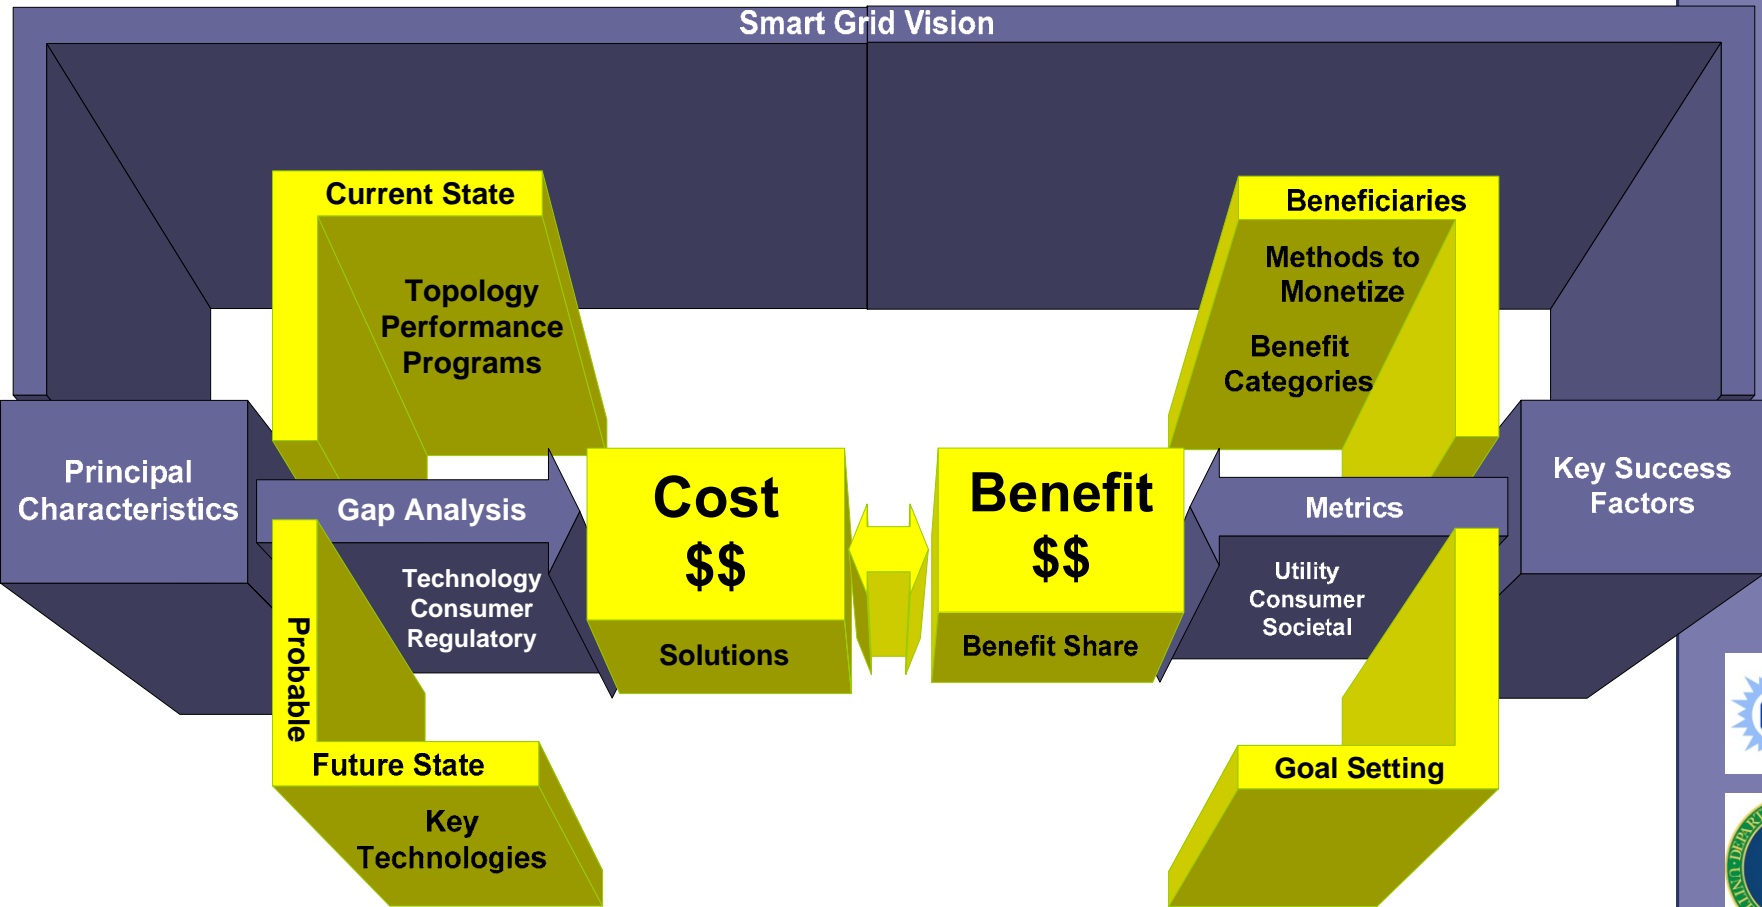 Smart Grid Vision
Current State
Topology
Performance
Programs
Beneficiaries
Methods to
Monetize
Benefit
Categories
Principal
Characteristics
Gap Analysis
Technology
Consumer
Regulatory
Cost
$$
Solutions
Benefit
$$
Benefit Share
Metrics
Utility
Consumer
Societal
Key Success
Factors
Probable
Future State
Key
Technologies
Goal Setting